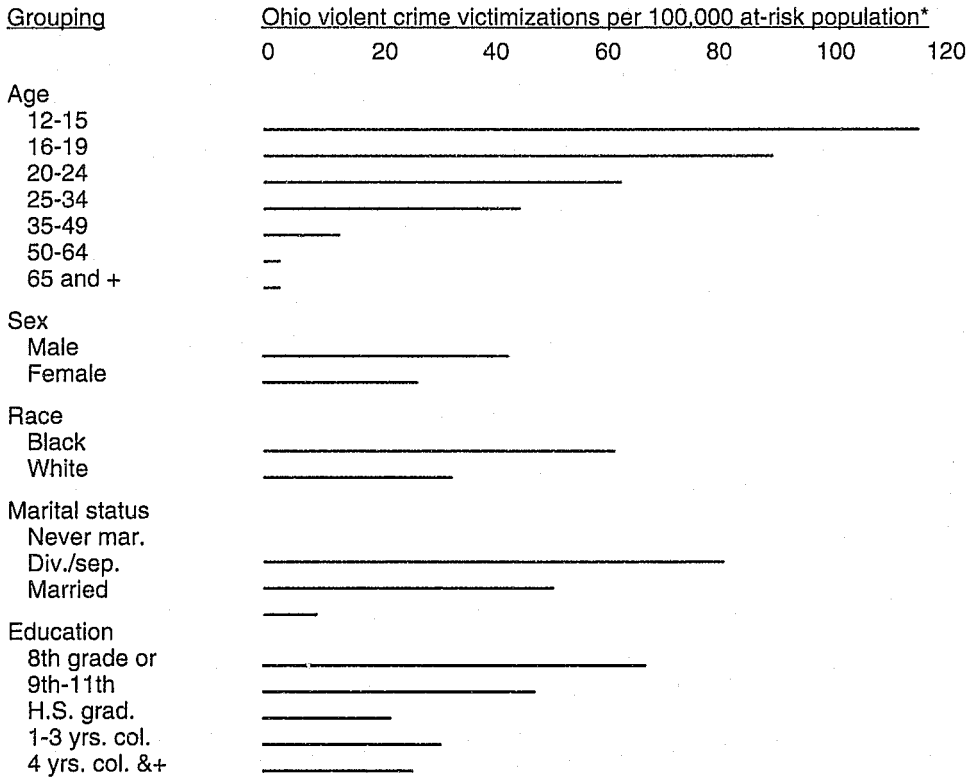 Grouping Ohio violent crime victimizations per 100,000 at-risk population*
0 20 40 60 80 100 120
Age
12-15
16-19
20-24
25-34
35-49
50-64
65 and +
Sex
Male
Female
Race
Black
White
Marital status
Never mar.
Div./sep.
Married
Education
8th grade or
9th-11th
H.S. grad.
1-3 yrs. col.
4 yrs. col. &+